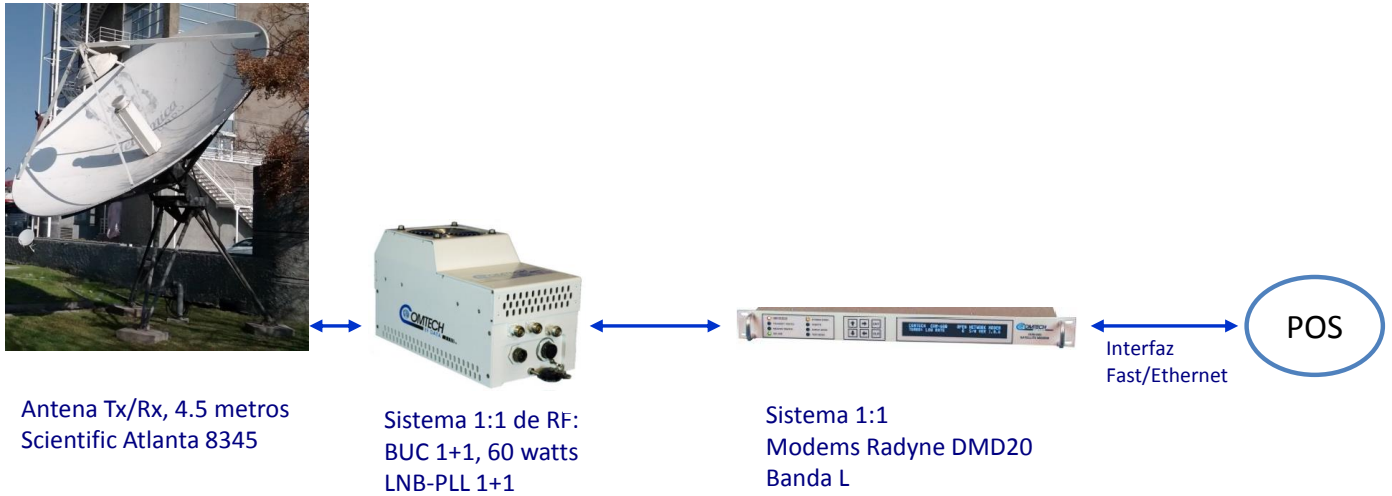 COMTECH
POS
Interfaz
Fast/Ethernet
Antena Tx/Rx, 4.5 metros
Scientific Atlanta 8345
Sistema 1:1 de RF:
BUC 1+1, 60 watts
LNB-PLL 1+1
Sistema 1:1
Modems Radyne DMD20
Banda L